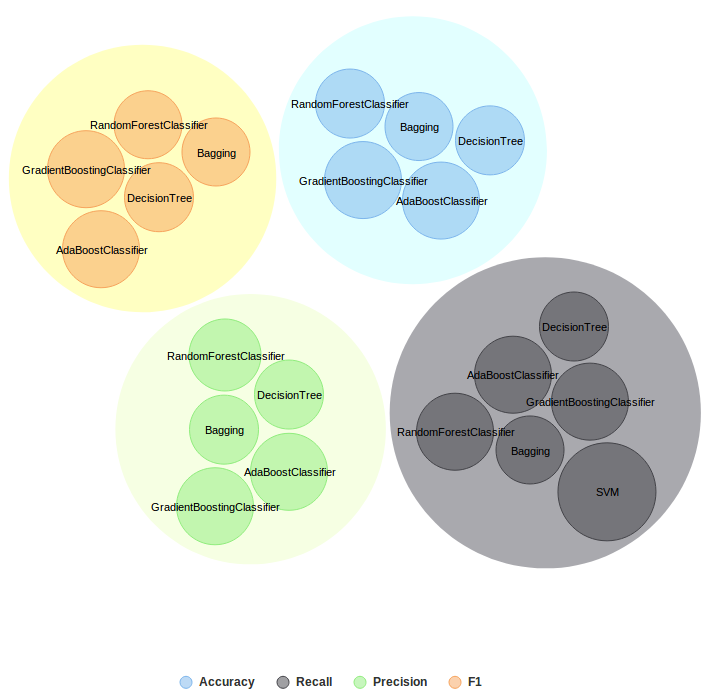 RandomForestClassifier
Bagging
GradientBoostingClassifier
DecisionTree
AdaBoostClassifier
RandomForestClassifier
Bagging
DecisionTree
GradientBoostingClassifier
AdaBoostClassifier
RandomForestClassifier
DecisionTree
Bagging
AdaBoostClassifier
GradientBoostingClassifier
DecisionTree
AdaBoostClassifier
GradientBoostingClassifier
RandomForestClassifier
Bagging
SVM
Accuracy Recall Precision F1